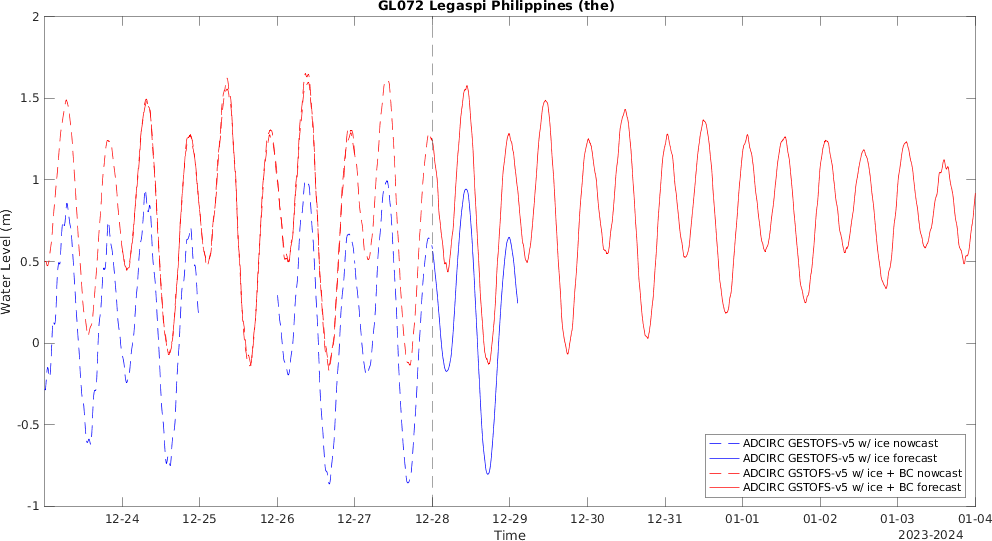 GL072 Legaspi Philippines (the)
2
1.5
1
0.5
0
-0.5
-1
Water Level (m)
12-24
12-25
12-26
12-27
12-28
12-29
12-30
12-31
01-01
01-02
01-03
01-04
Time
2023-2024
ADCIRC GESTOFS-v5 w/ ice nowcast
ADCIRC GESTOFS-v5 w/ ice forecast
ADCIRC GSTOFS-v5 w/ ice + BC nowcast
ADCIRC GSTOFS-v5 w/ ice + BC forecast